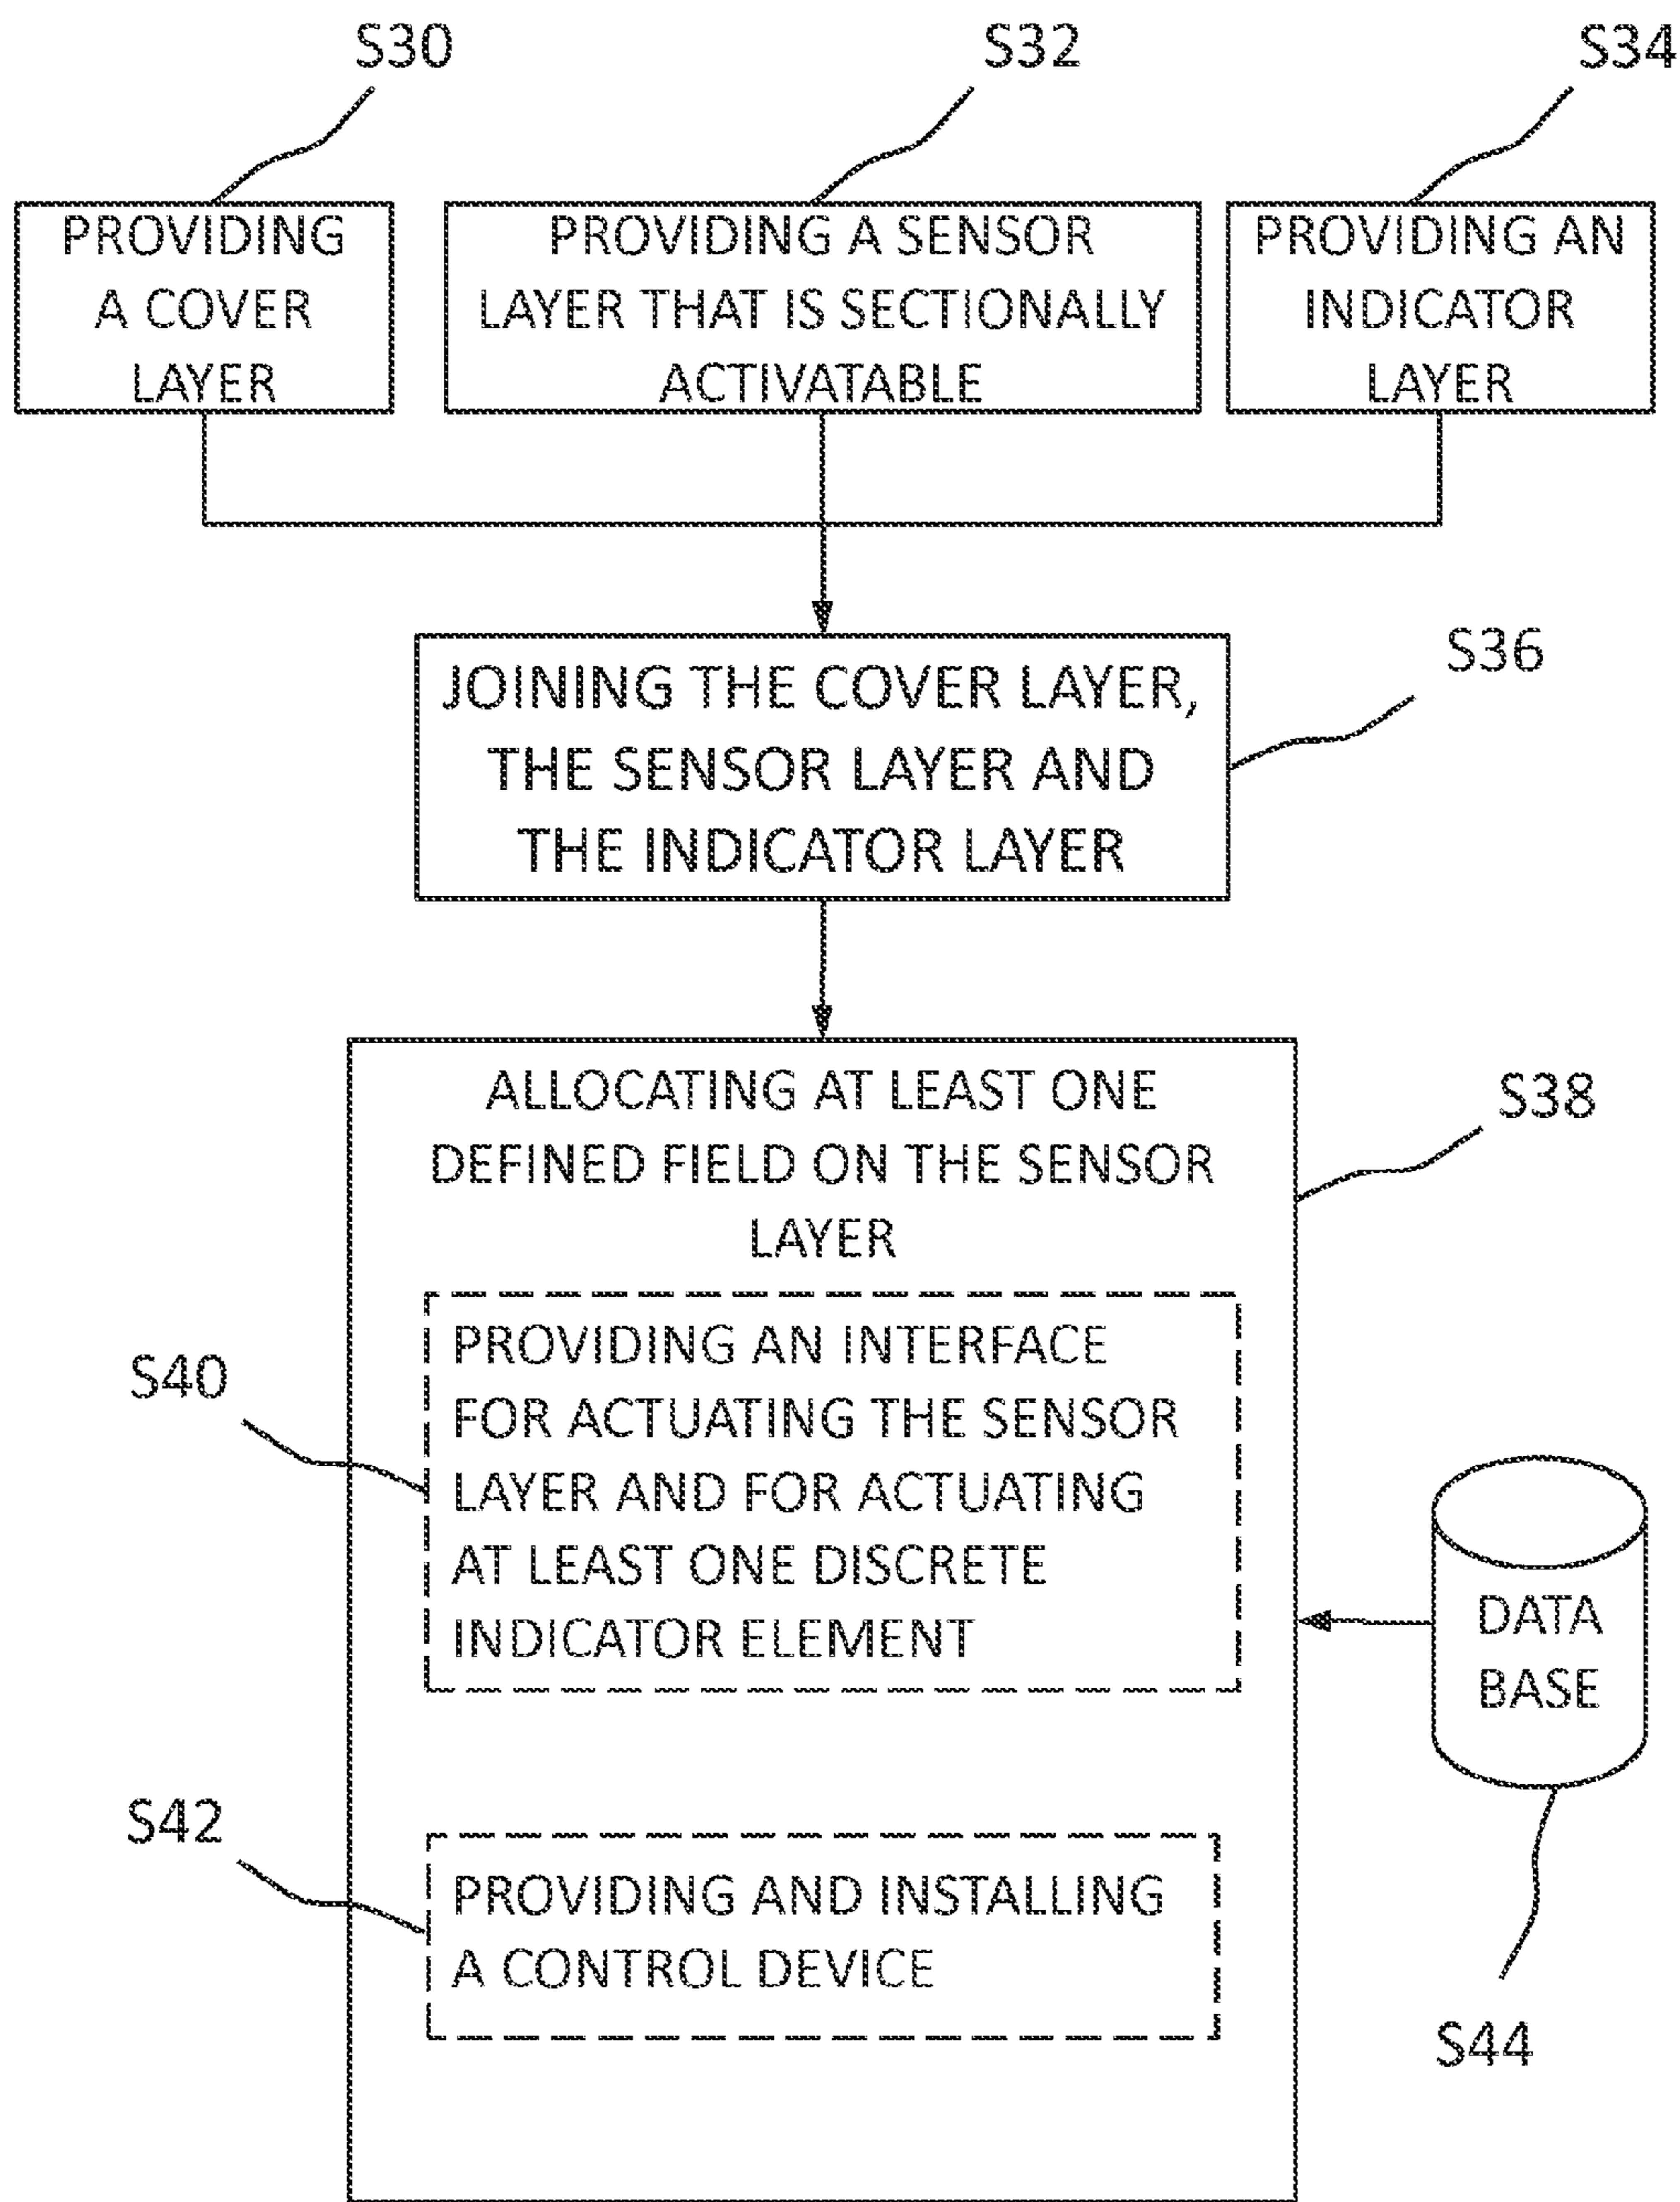 S30
S32
S34
PROVIDING
A COVER
LAYER
PROVIDING A SENSOR
LAYER THAT IS SECTIONALLY
ACTIVATABLE
PROVIDING AN
INDICATOR
LAYER
JOINING THE COVER LAYER,
THE SENSOR LAYER AND
THE INDICATOR LAYER
S36
ALLOCATING AT LEAST ONE
DEFINED FIELD ON THE SENSOR
LAYER
S38
S40
PROVIDING AN INTERFACE
FOR ACTUATING THE SENSOR
LAYER AND FOR ACTUATING
AT LEAST ONE DISCRETE
INDICATOR ELEMENT
DATA
BASE
S42
PROVIDING AND INSTALLING
A CONTROL DEVICE
S44